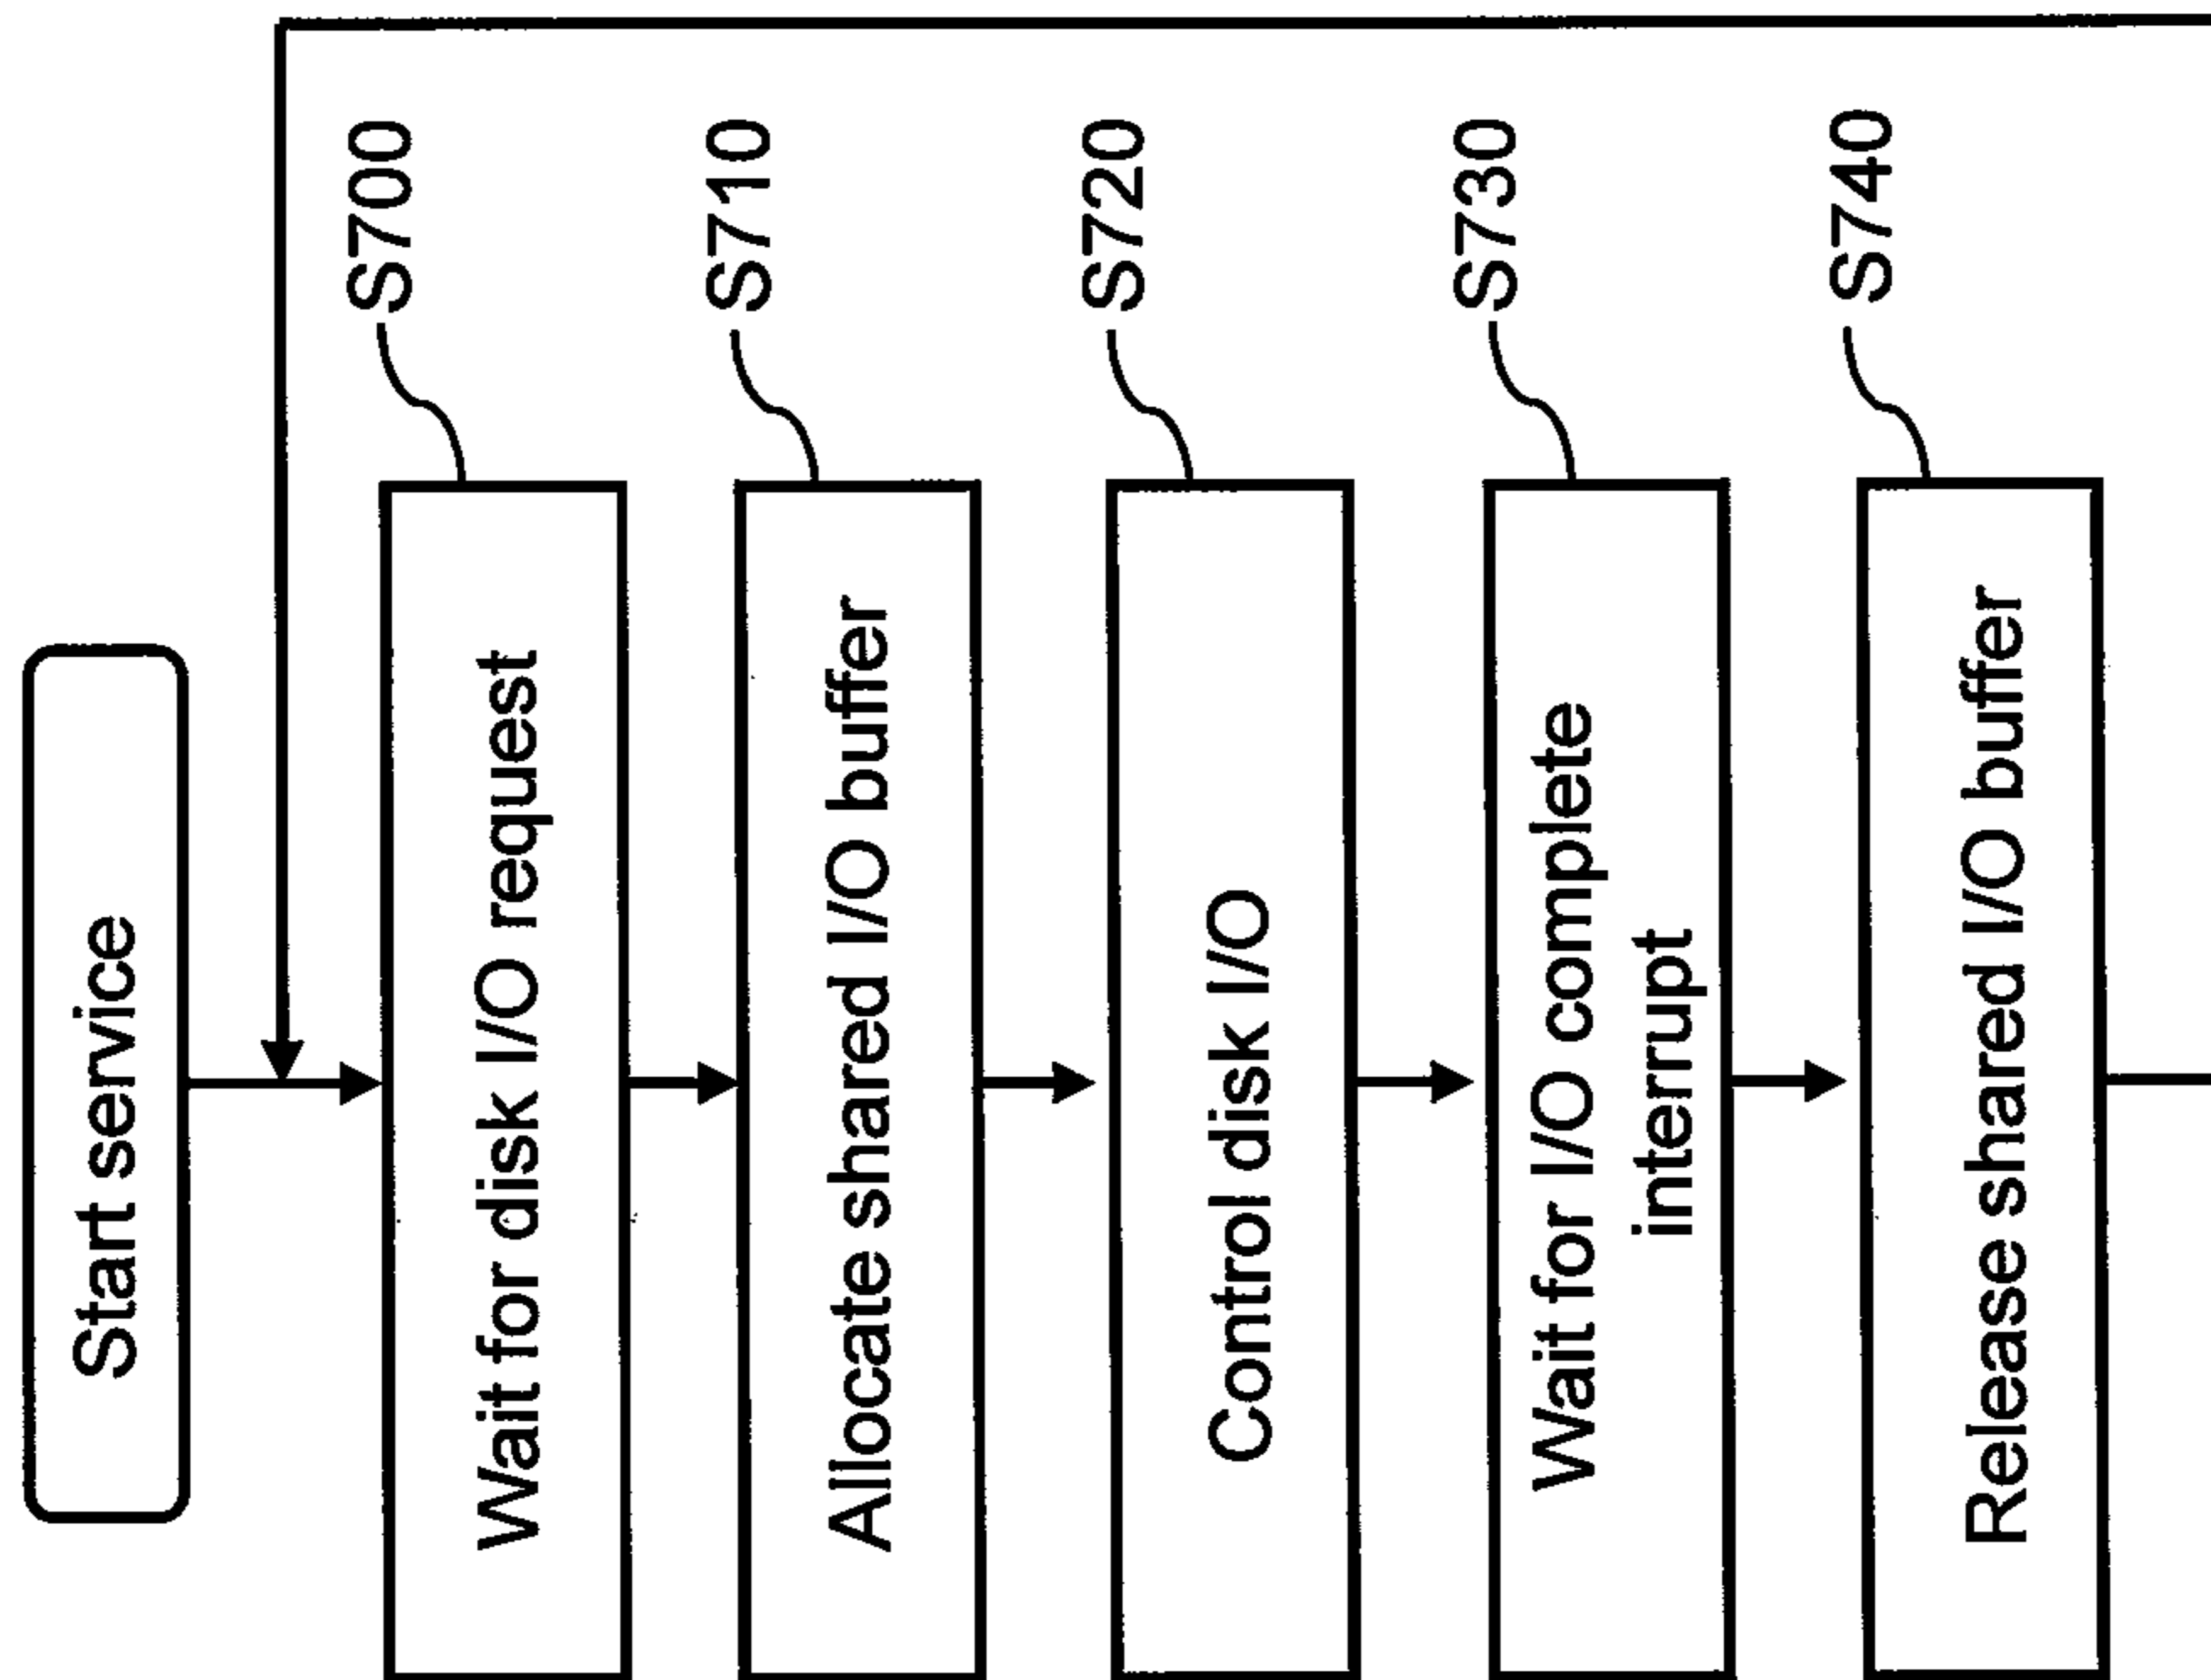 Start service
S700
Wait for disk I/O request
S710
Allocate shared I/O buffer
S720
Control disk I/O
S730
Wait for I/O complete
interrupt
S740
Release shared I/O buffer